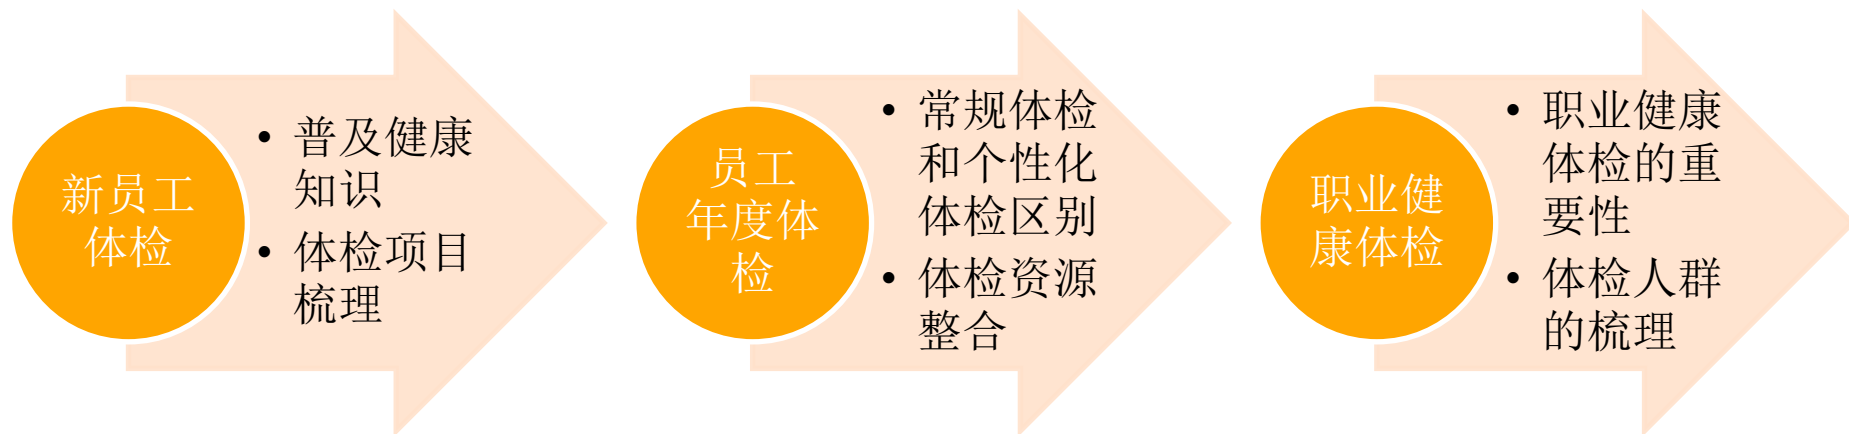 新员工
体检
• 普及健康
知识
• 体检项目
梳理
员工
年度体
检
• 常规体检
和个性化
体检区别
• 体检资源
整合
职业健
康体检
• 职业健康
体检的重
要性
• 体检人群
的梳理